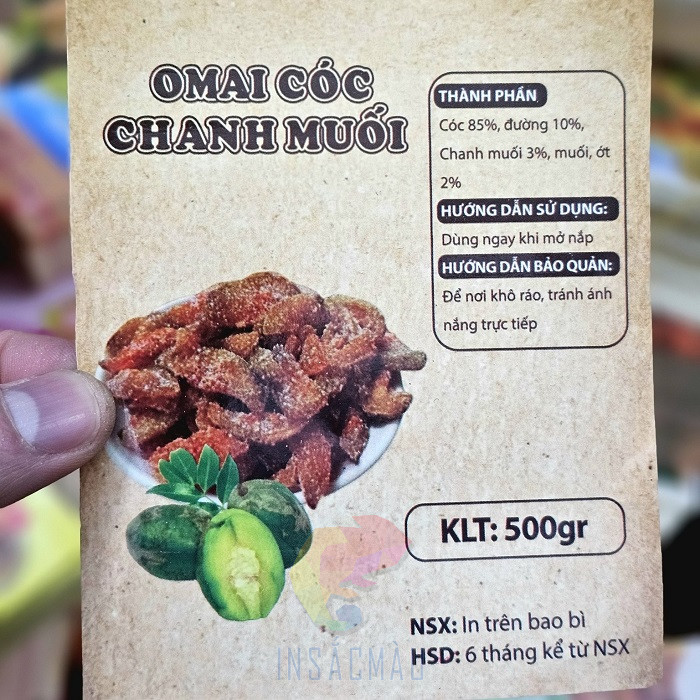 OMAI CÓC
CHANH MUỐI
THÀNH PHẦN
Cóc 85%, đường 10%,
Chanh muối 3%, muối, ớt
2%
HƯỚNG DẪN SỬ DỤNG:
Dùng ngay khi mở nắp
HƯỚNG DẪN BẢO QUẢN:
Để nơi khô ráo, tránh ánh
nắng trực tiếp
KLT: 500gr
NSX: In trên bao bì
HSD: 6 tháng kể từ NSX
INSẮCMÀU